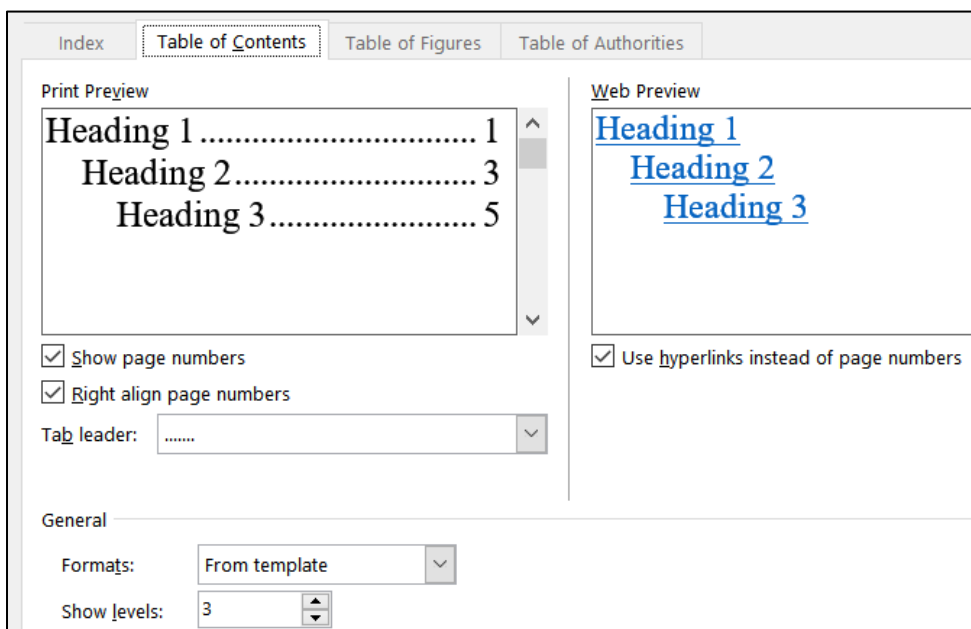 Index Table of Contents Table of Figures Table of Authorities
Print Preview
Heading 1.................................. 1
Heading 2............................. 3
Heading 3......................... 5
Show page numbers
Right align page numbers
Tab leader: .......
Web Preview
Heading 1
Heading 2
Heading 3
Use hyperlinks instead of page numbers
General
Formats: From template
Show levels: 3